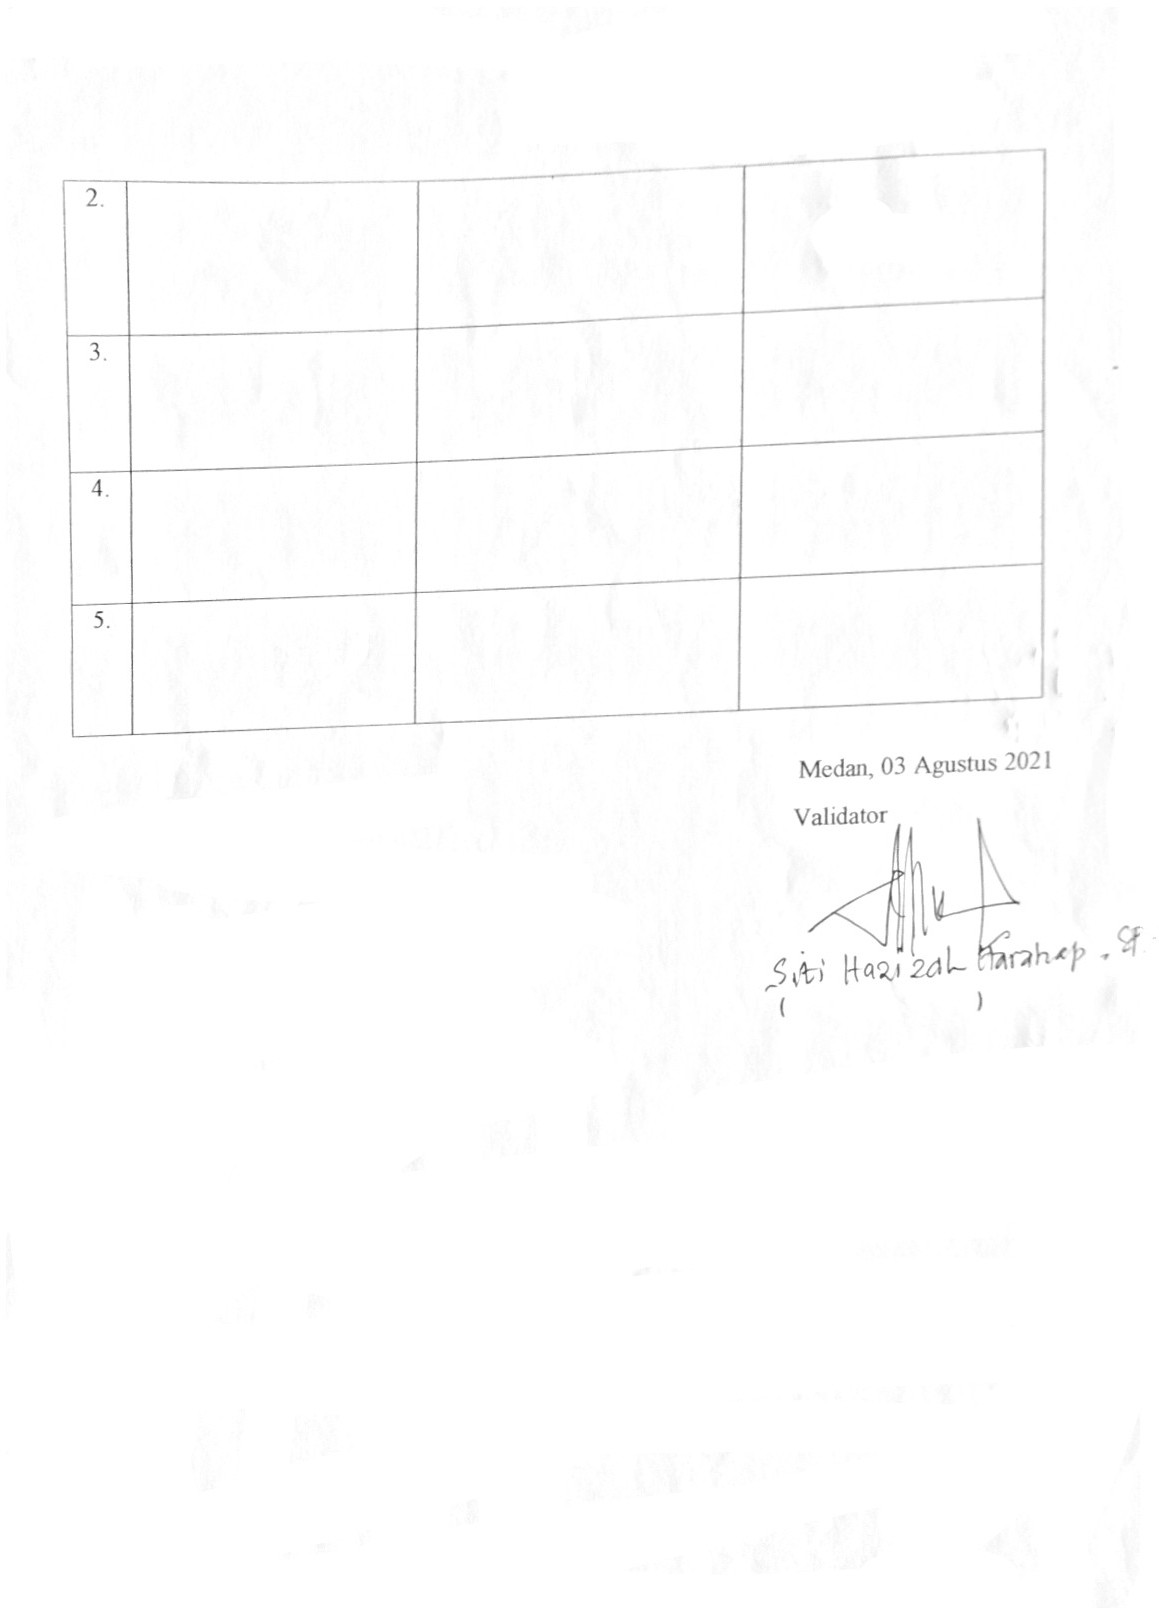 2.
3.
4.
5.
Medan, 03 Agustus 2021
Validator
Siti Hazizah Harahap
( )